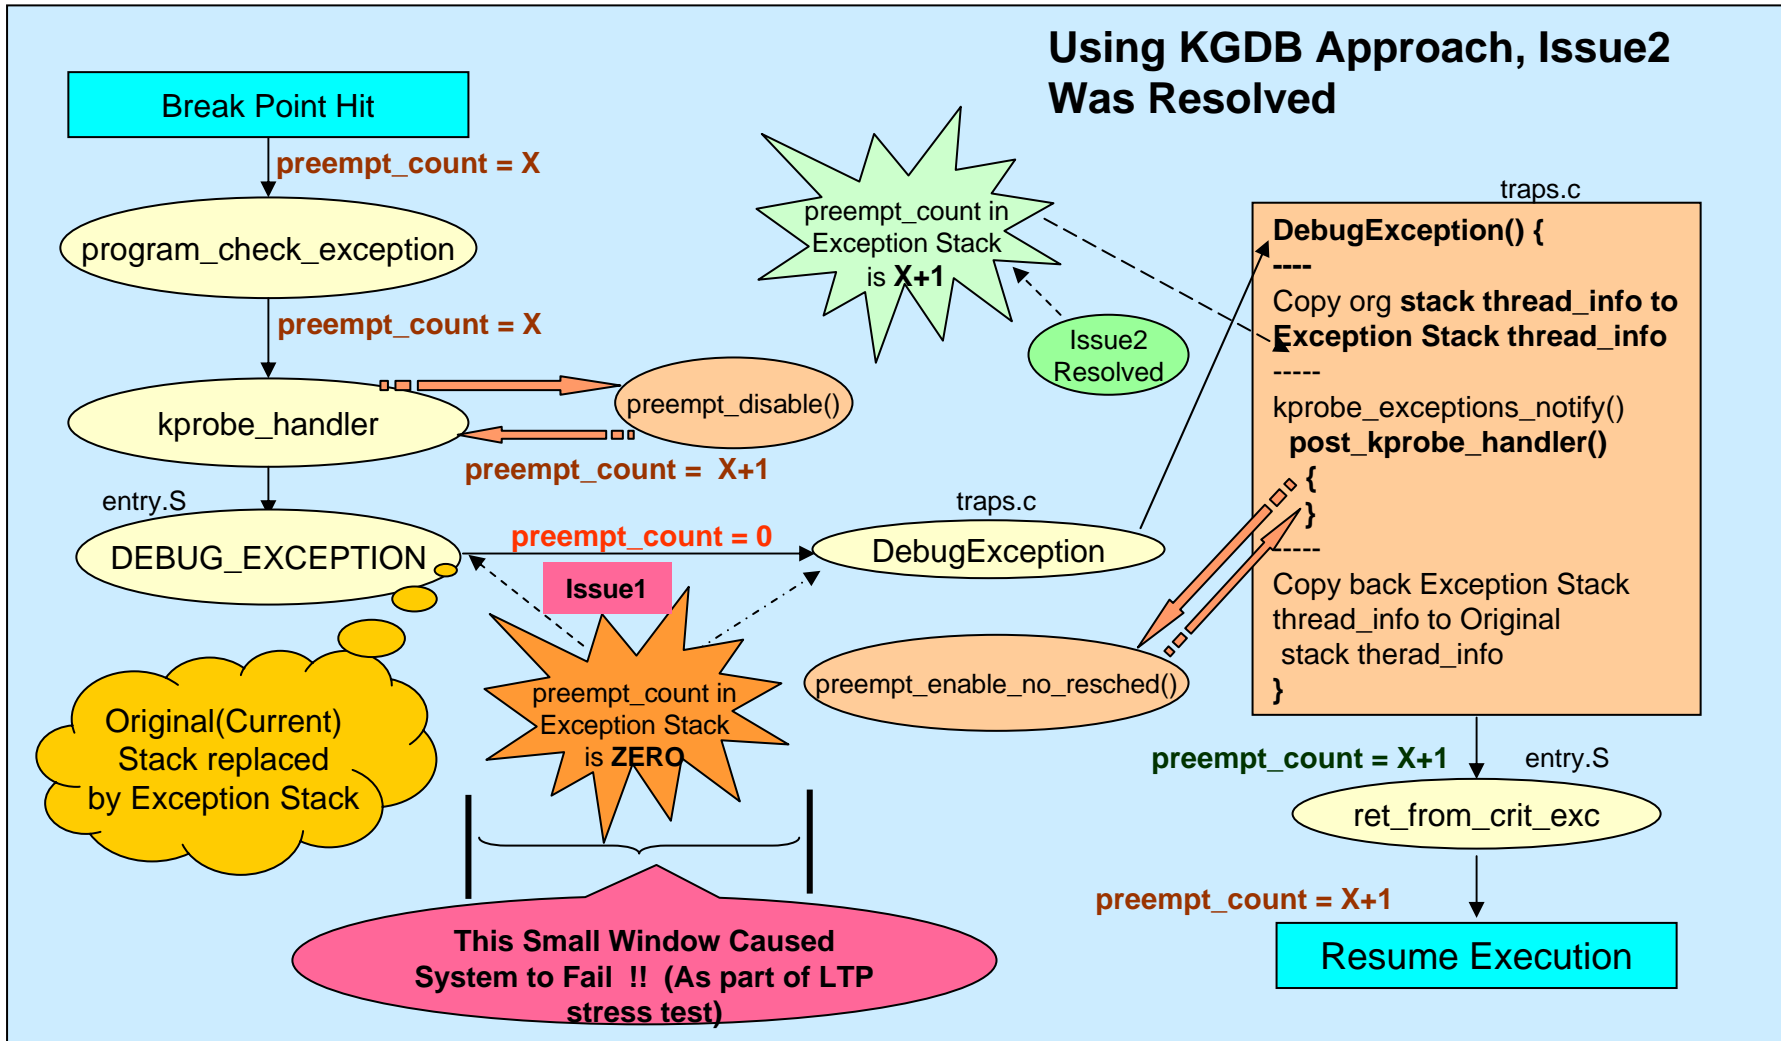 Using KGDB Approach, Issue2
Was Resolved
Break Point Hit
preempt_count = X
program_check_exception
preempt_count = X
kprobe_handler
preempt_disable()
preempt_count =  X+1
entry.S
DEBUG_EXCEPTION
preempt_count = 0
Issue1
traps.c
DebugException
Original(Current)
Stack replaced
by Exception Stack
preempt_count in
Exception Stack
is ZERO
This Small Window Caused
System to Fail  !!  (As part of LTP
stress test)
preempt_count in
Exception Stack
is X+1
Issue2
Resolved
preempt_enable_no_resched()
traps.c
DebugException() {
----
Copy org stack thread_info to
Exception Stack thread_info
-----
kprobe_exceptions_notify()
post_kprobe_handler()
{
}
-----
Copy back Exception Stack
thread_info to Original
stack therad_info
}
preempt_count = X+1
entry.S
ret_from_crit_exc
preempt_count = X+1
Resume Execution